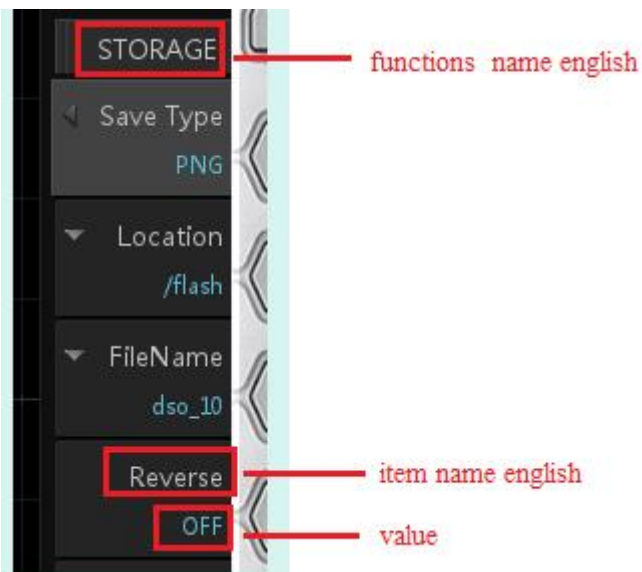 STORAGE
functions name english
Save Type
PNG
Location
/flash
FileName
dso_10
Reverse
item name english
OFF
value